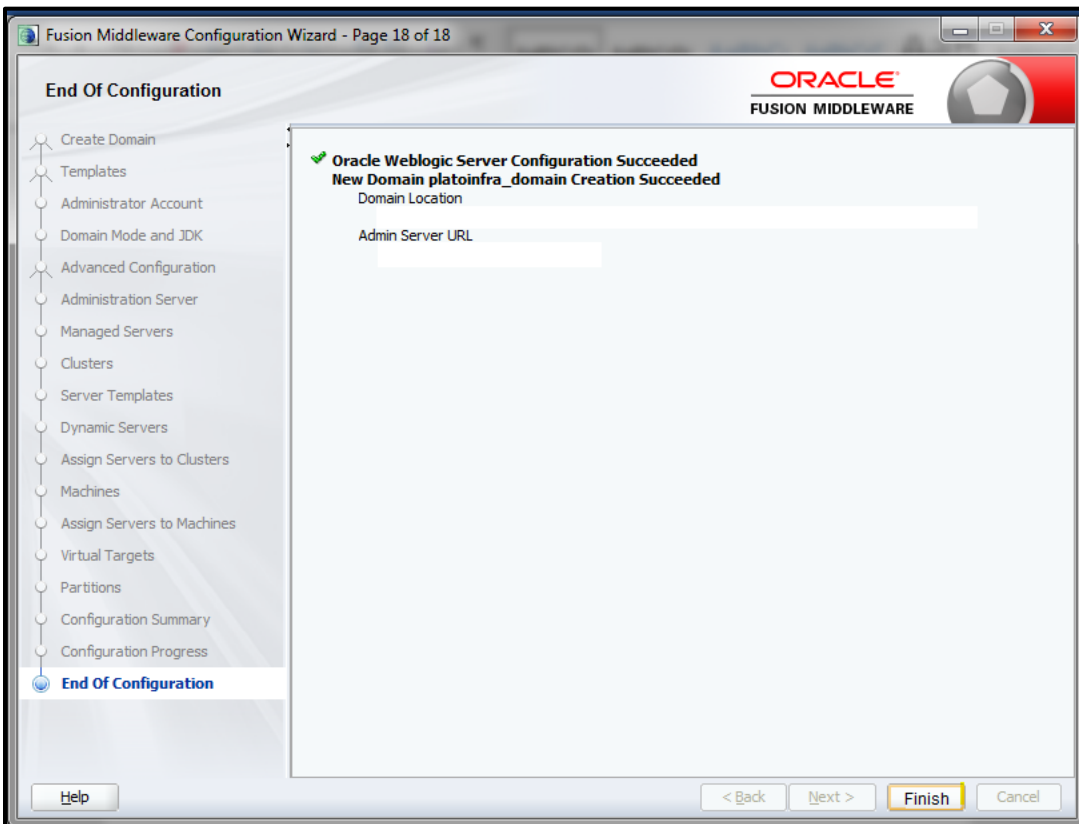 Fusion Middleware Configuration Wizard - Page 18 of 18
End Of Configuration
ORACLE
FUSION MIDDLEWARE
Create Domain
Templates
Administrator Account
Domain Mode and JDK
Advanced Configuration
Administration Server
Managed Servers
Clusters
Server Templates
Dynamic Servers
Assign Servers to Clusters
Machines
Assign Servers to Machines
Virtual Targets
Partitions
Configuration Summary
Configuration Progress
End Of Configuration
Oracle Weblogic Server Configuration Succeeded
New Domain platoinfra_domain Creation Succeeded
Domain Location
Admin Server URL
Help
< Back
Next >
Finish
Cancel